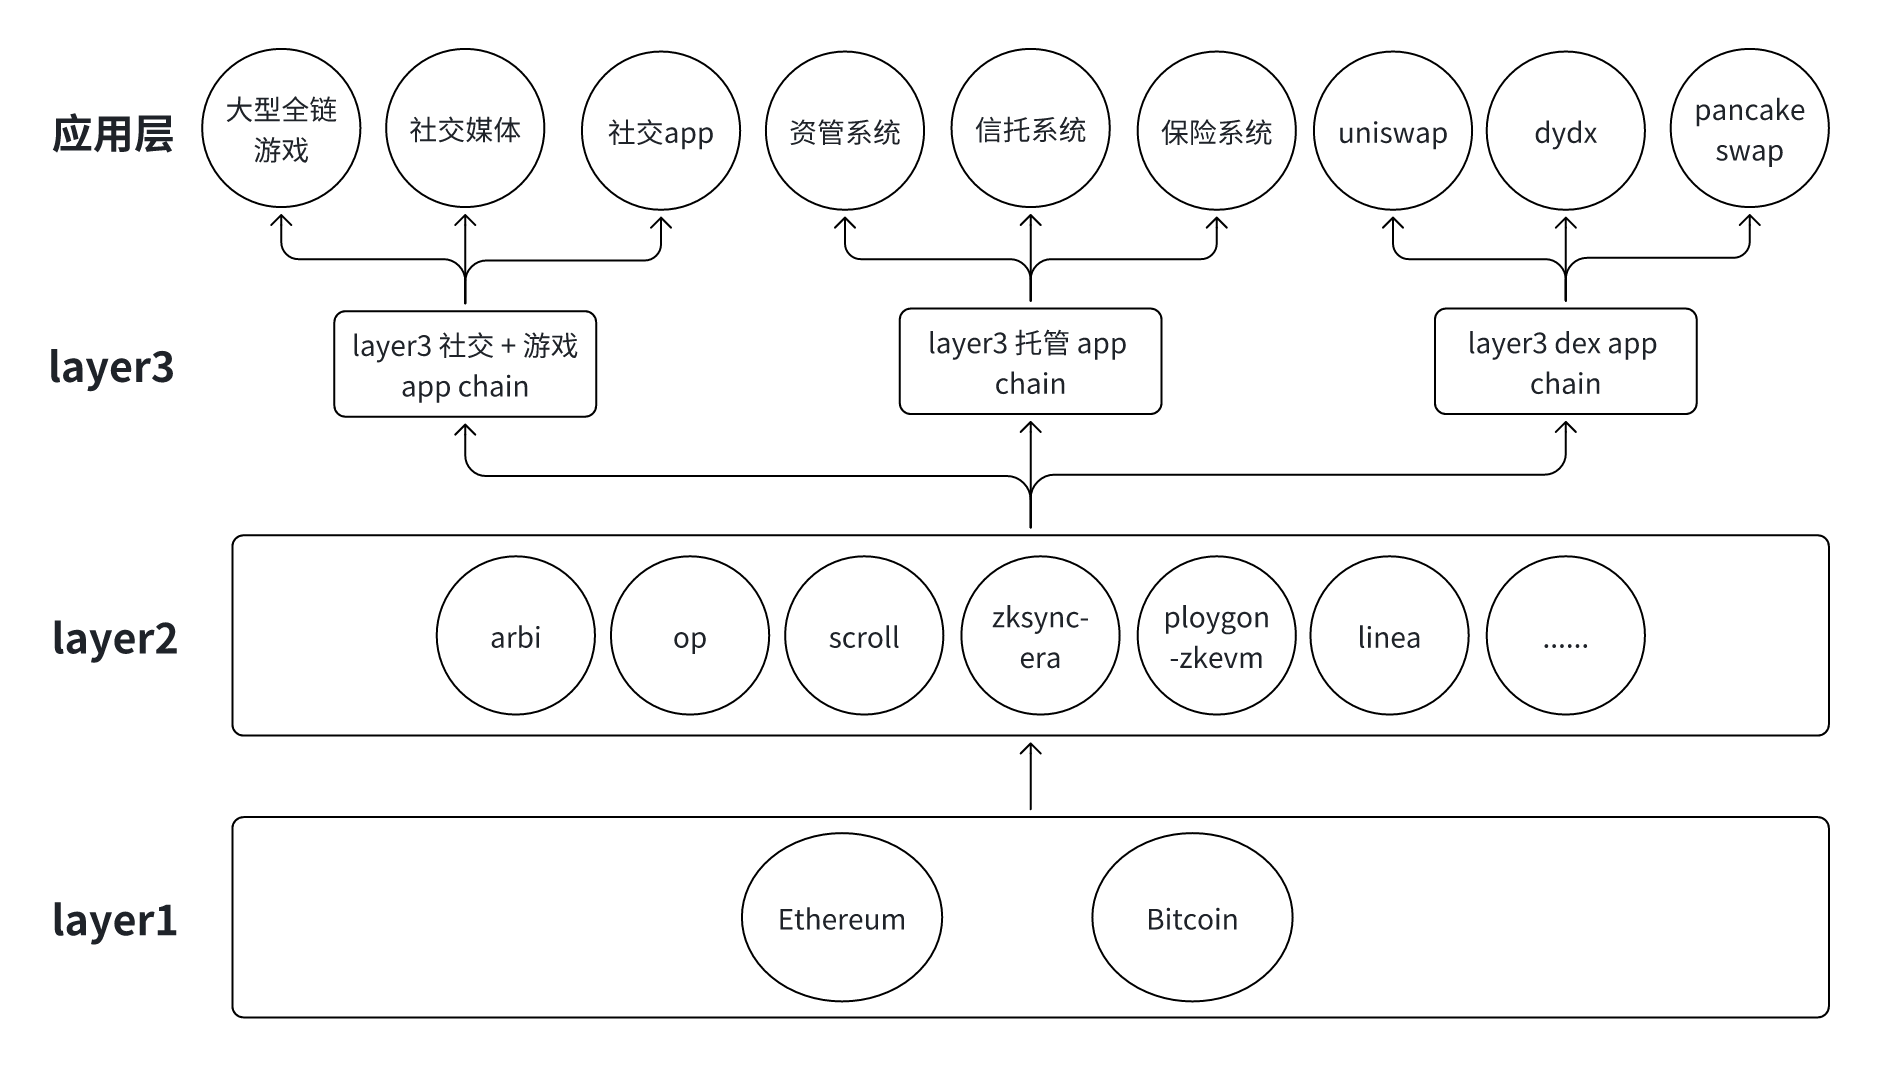 应用层
大型全链
游戏
社交媒体
社交app
资管系统
信托系统
保险系统
uniswap
dydx
pancake
swap
layer3
layer3 社交 + 游戏
app chain
layer3 托管 app
chain
layer3 dex app
chain
layer2
arbi
op
scroll
zksync-
era
ploygon
-zkevm
linea
......
layer1
Ethereum
Bitcoin